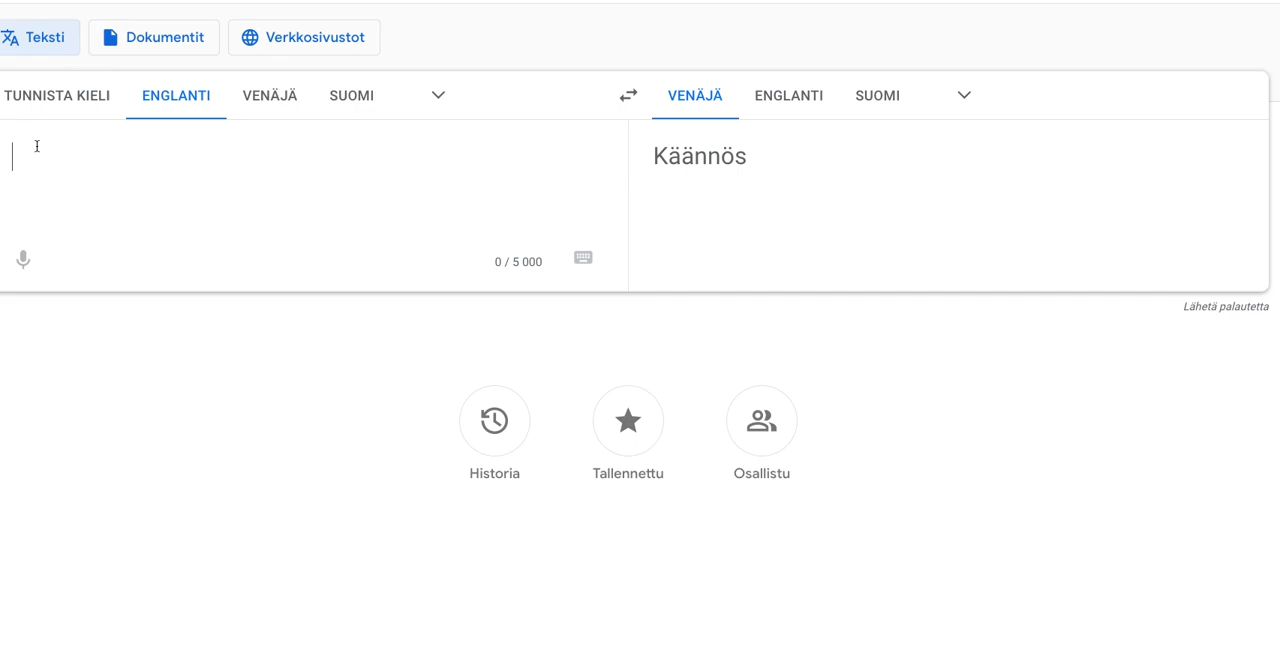 Teksti Dokumentit Verkkosivustot
TUNNISTA KIELI ENGLANTI VENÄJÄ SUOMI VENÄJÄ ENGLANTI SUOMI
Käännös
0 / 5 000
Lähetä palautetta
Historia Tallennettu Osallistu